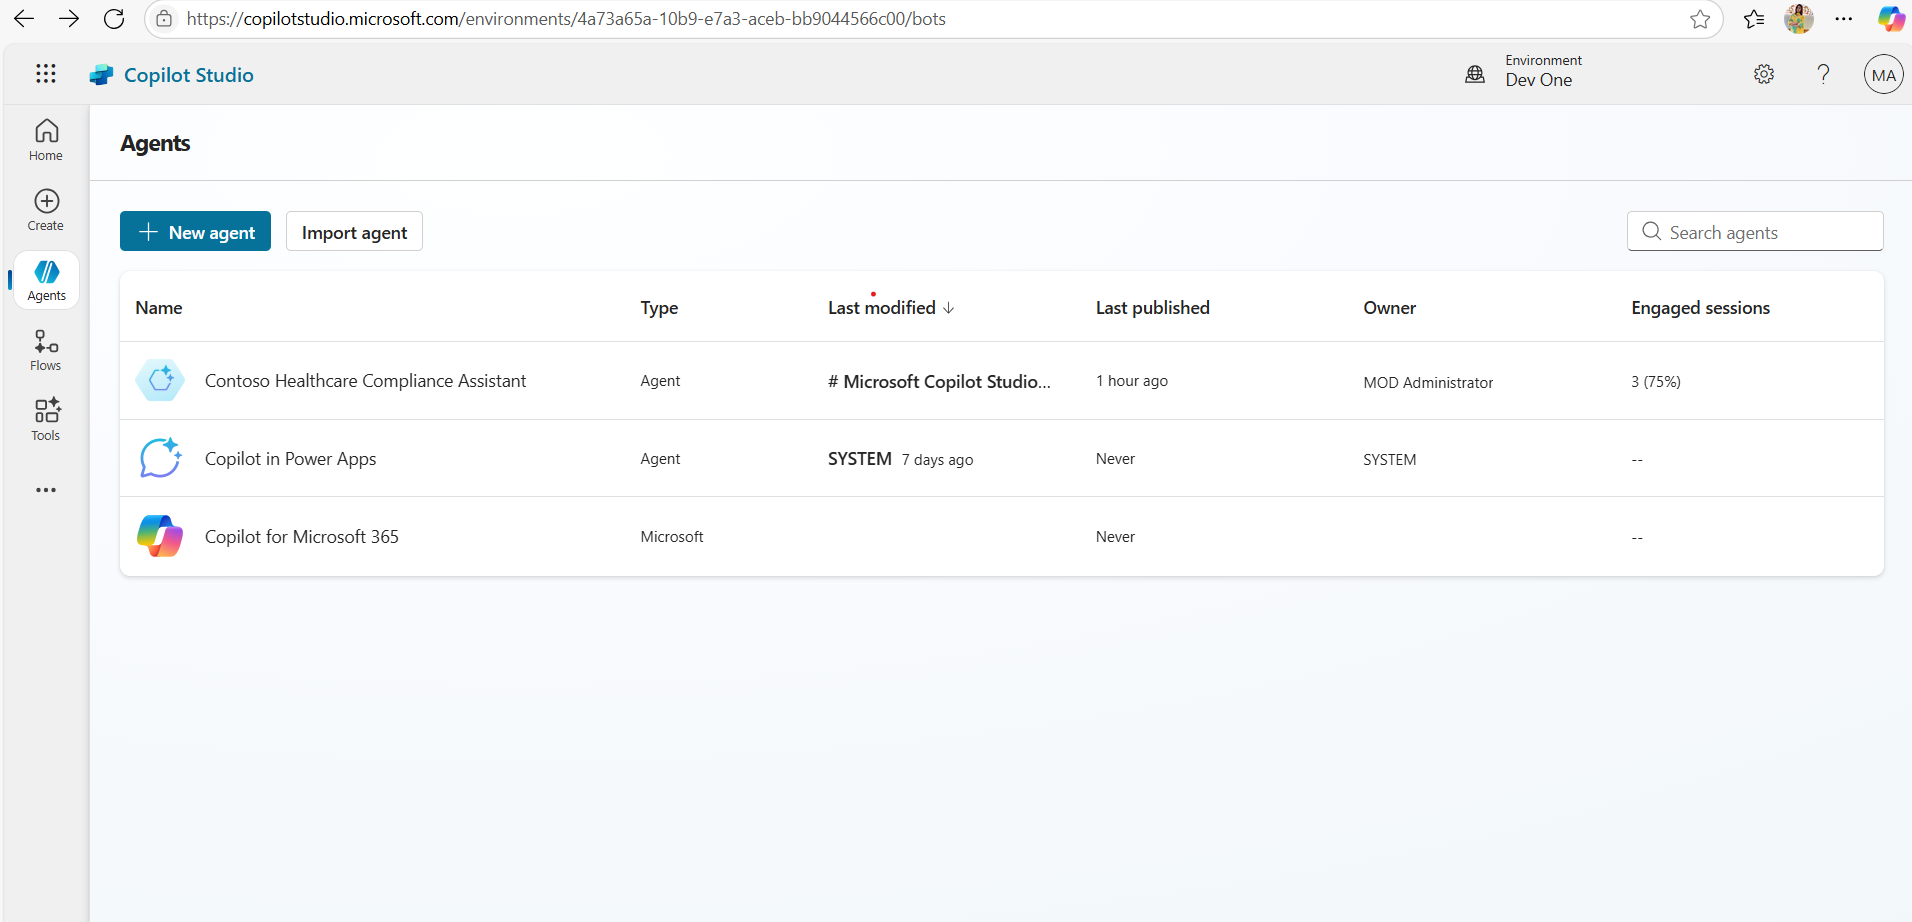 https://copilotstudio.microsoft.com/environments/4a73a65a-10b9-e7a3-aceb-bb9044566c00/bots
Copilot Studio
Environment
Dev One
MA
Home
Create
Agents
Flows
Tools
Agents
New agent
Import agent
Search agents
Name Type Last modified Last published Owner Engaged sessions
Contoso Healthcare Compliance Assistant Agent # Microsoft Copilot Studio... 1 hour ago MOD Administrator 3 (75%)
Copilot in Power Apps Agent SYSTEM 7 days ago Never SYSTEM --
Copilot for Microsoft 365 Microsoft Never --